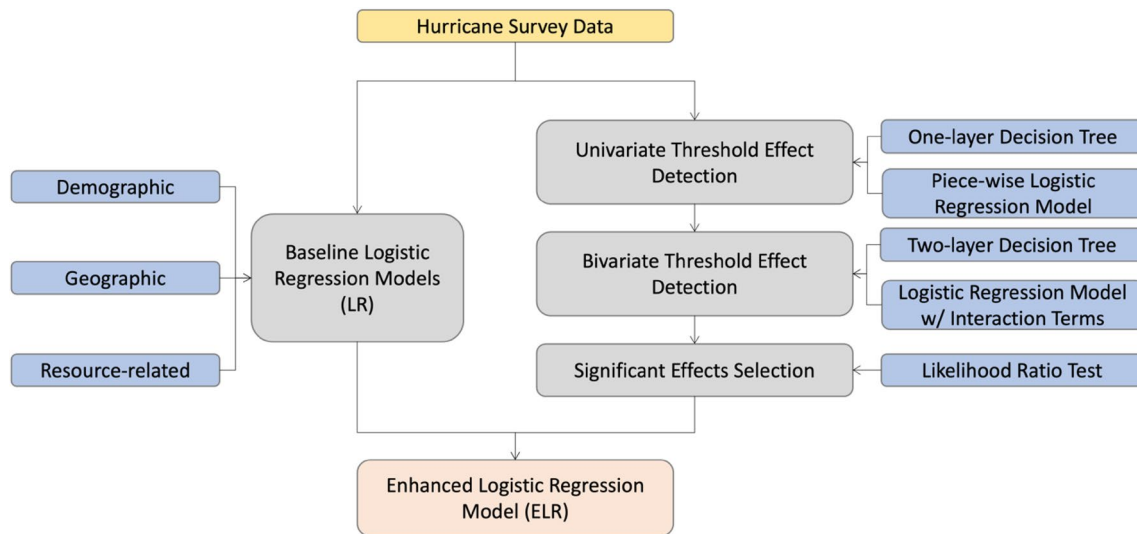 Hurricane Survey Data
Demographic
Geographic
Resource-related
Baseline Logistic
Regression Models
(LR)
Univariate Threshold Effect
Detection
One-layer Decision Tree
Piece-wise Logistic
Regression Model
Bivariate Threshold Effect
Detection
Two-layer Decision Tree
Logistic Regression Model
w/ Interaction Terms
Significant Effects Selection
Likelihood Ratio Test
Enhanced Logistic Regression
Model (ELR)